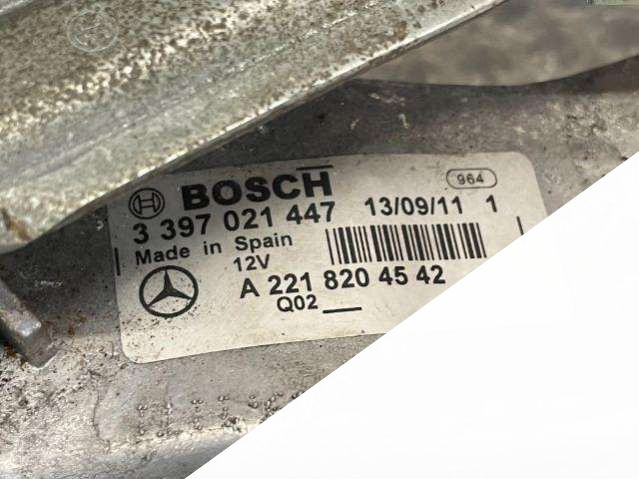 BOSCH
964
3 397 021 447 13/09/11 1
Made in Spain
12V
A 221 820 45 42
Q02